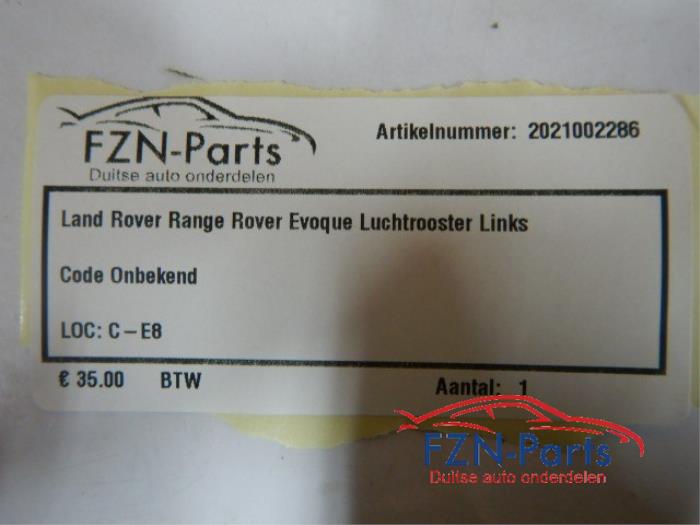 FZN-Parts
Duitse auto onderdelen
Artikelnummer: 2021002286
Land Rover Range Rover Evoque Luchtrooster Links
Code Onbekend
LOC: C-E8
€ 35.00 BTW Aantal: 1
FZN-Parts
Duitse auto onderdelen